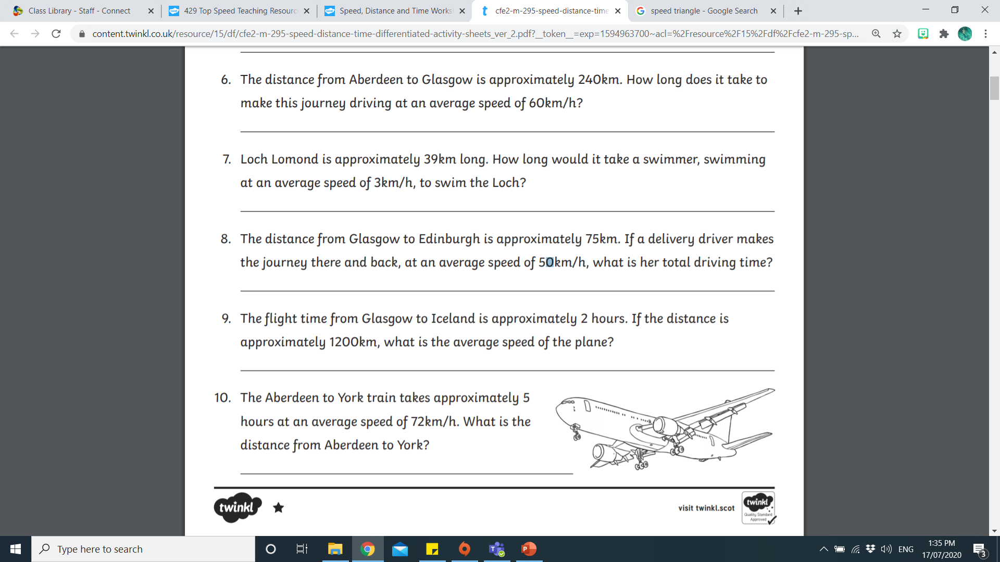 Class Library - Staff - Connect
429 Top Speed Teaching Resourc
Speed, Distance and Time Works
cfe2-m-295-speed-distance-time
speed triangle - Google Search
content.twinkl.co.uk/resource/15/df/cfe2-m-295-speed-distance-time-differentiated-activity-sheets_ver_2.pdf?__token__=exp=1594963700~acl=%2Fresource%2F15%2Fdf%2Fcfe2-m-295-sp...
6. The distance from Aberdeen to Glasgow is approximately 240km. How long does it take to
make this journey driving at an average speed of 60km/h?
7. Loch Lomond is approximately 39km long. How long would it take a swimmer, swimming
at an average speed of 3km/h, to swim the Loch?
8. The distance from Glasgow to Edinburgh is approximately 75km. If a delivery driver makes
the journey there and back, at an average speed of 50km/h, what is her total driving time?
9. The flight time from Glasgow to Iceland is approximately 2 hours. If the distance is
approximately 1200km, what is the average speed of the plane?
10. The Aberdeen to York train takes approximately 5
hours at an average speed of 72km/h. What is the
distance from Aberdeen to York?
twinkl
visit twinkl.scot
twinkl
Quality Standard
Approved
Type here to search
ENG
1:35 PM
17/07/2020
3